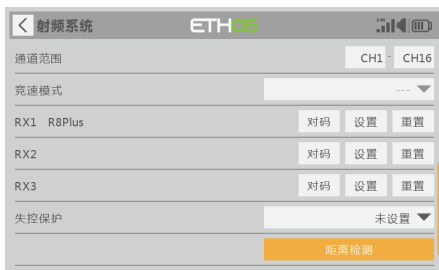 射频系统 ETHOS 2.4G
通道范围 CH1 - CH16
竞速模式 ---
RX1 R8Plus 对码 设置 重置
RX2 对码 设置 重置
RX3 对码 设置 重置
失控保护 未设置
距离检测